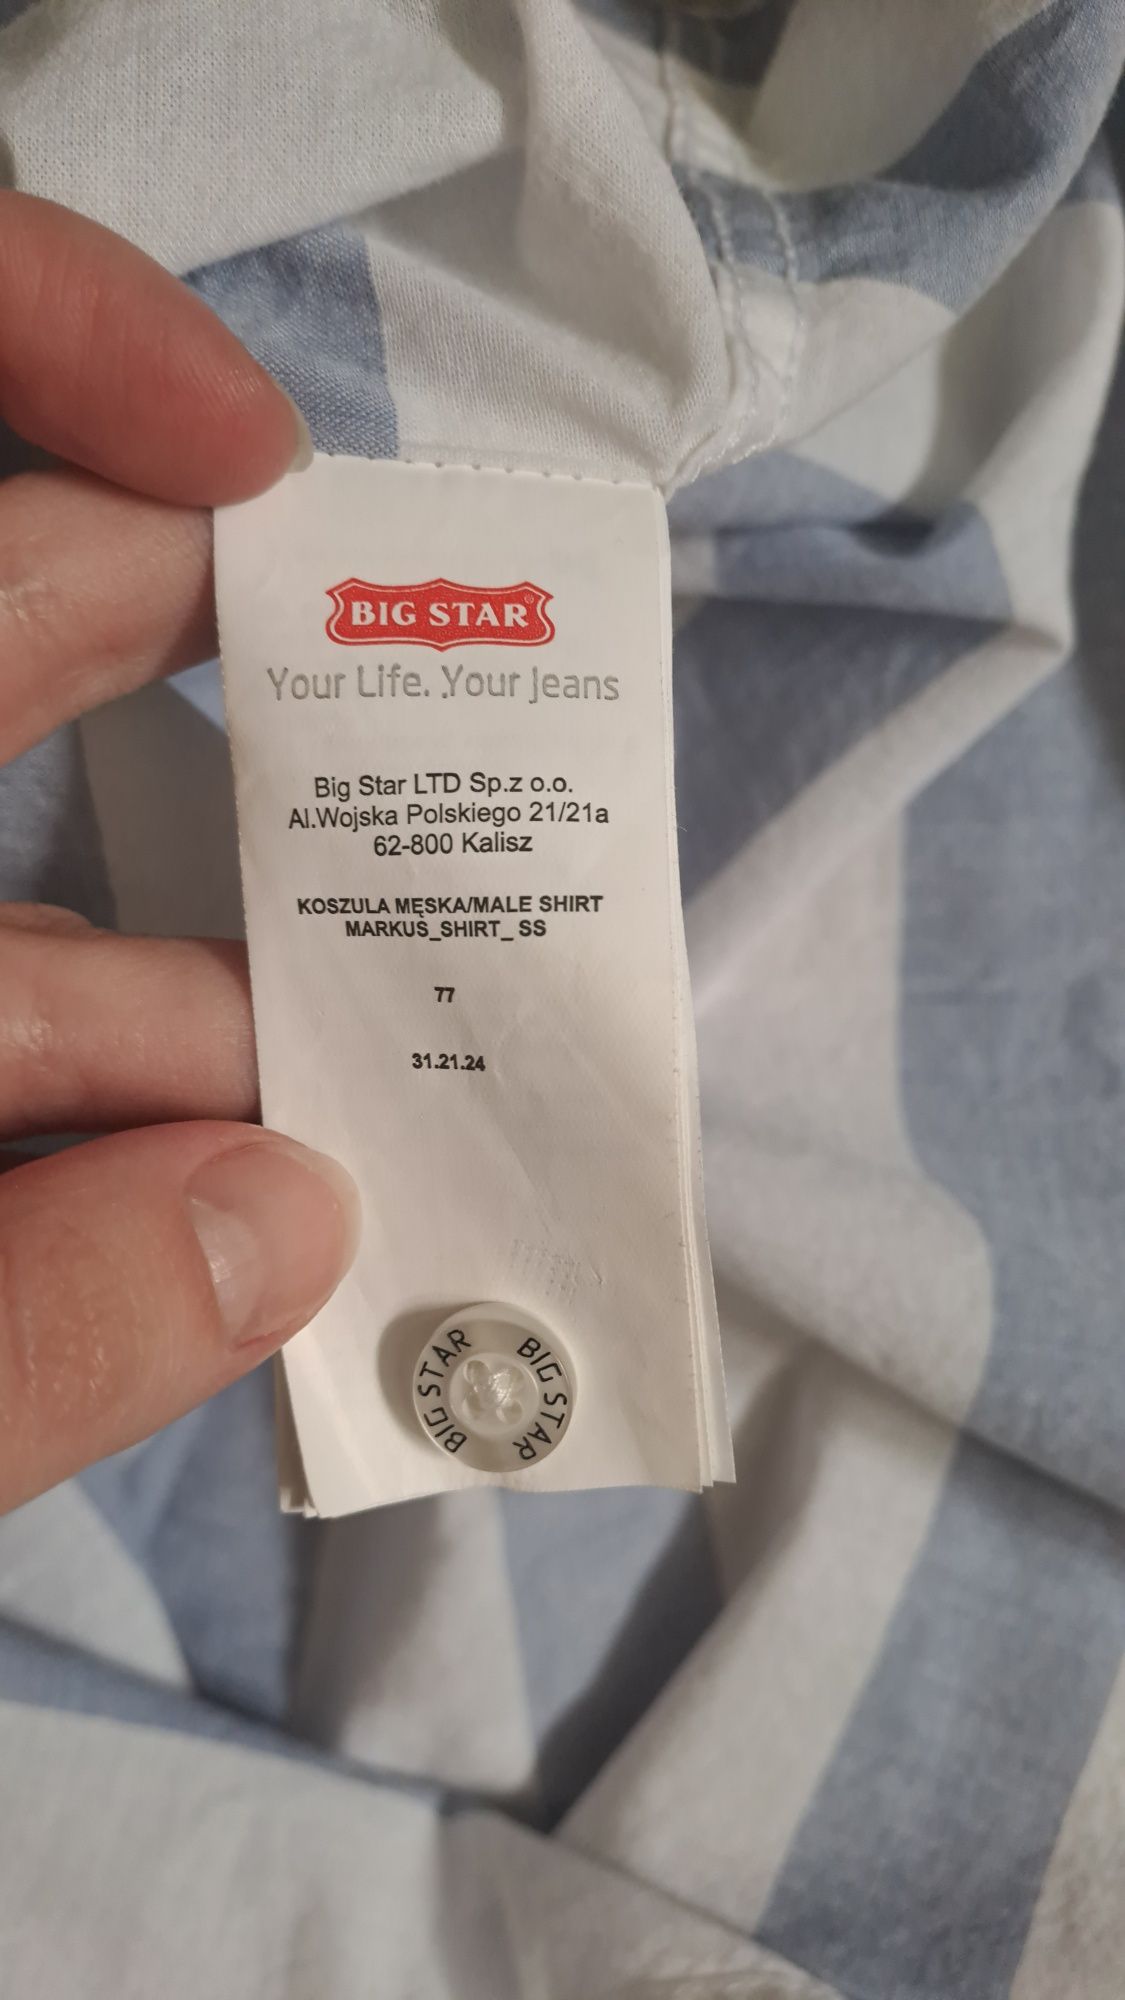 BIG STAR®
Your Life. Your Jeans
Big Star LTD Sp.z o.o.
Al.Wojska Polskiego 21/21a
62-800 Kalisz
KOSZULA MĘSKA/MALE SHIRT
MARKUS_SHIRT_ SS
77
31.21.24
BIG STAR
BIG STAR